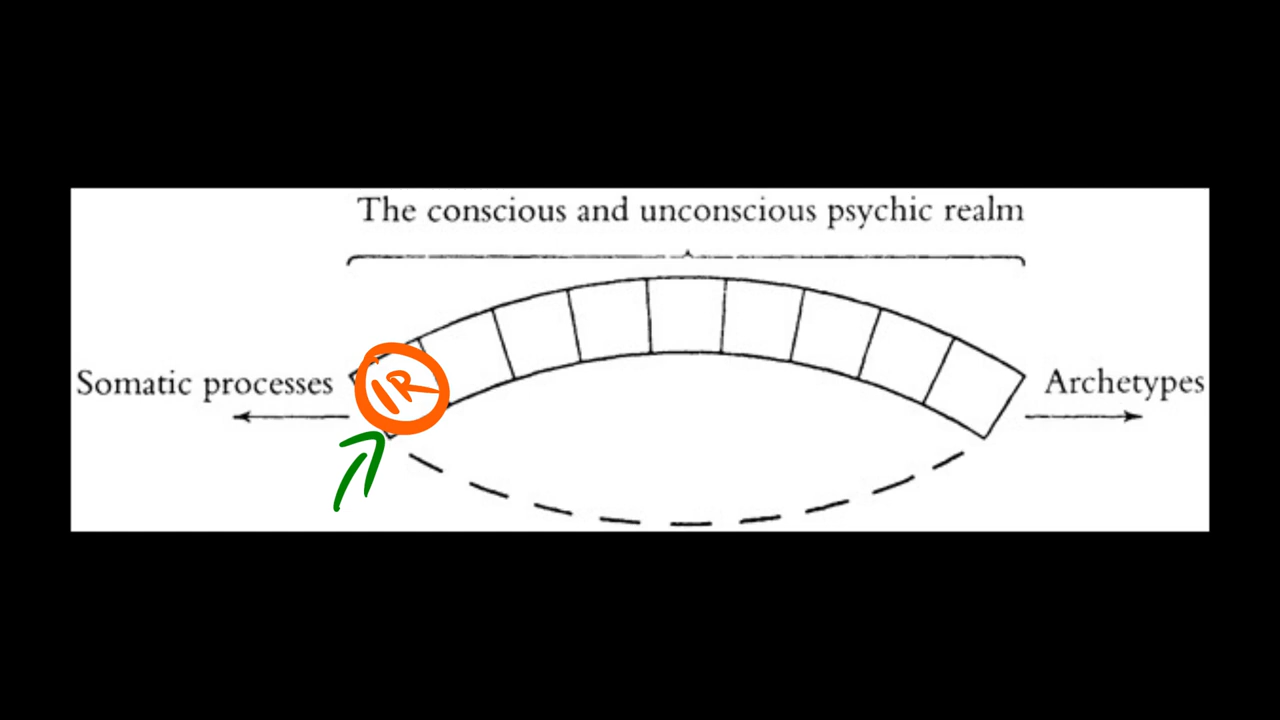 The conscious and unconscious psychic realm
Somatic processes
IR
Archetypes